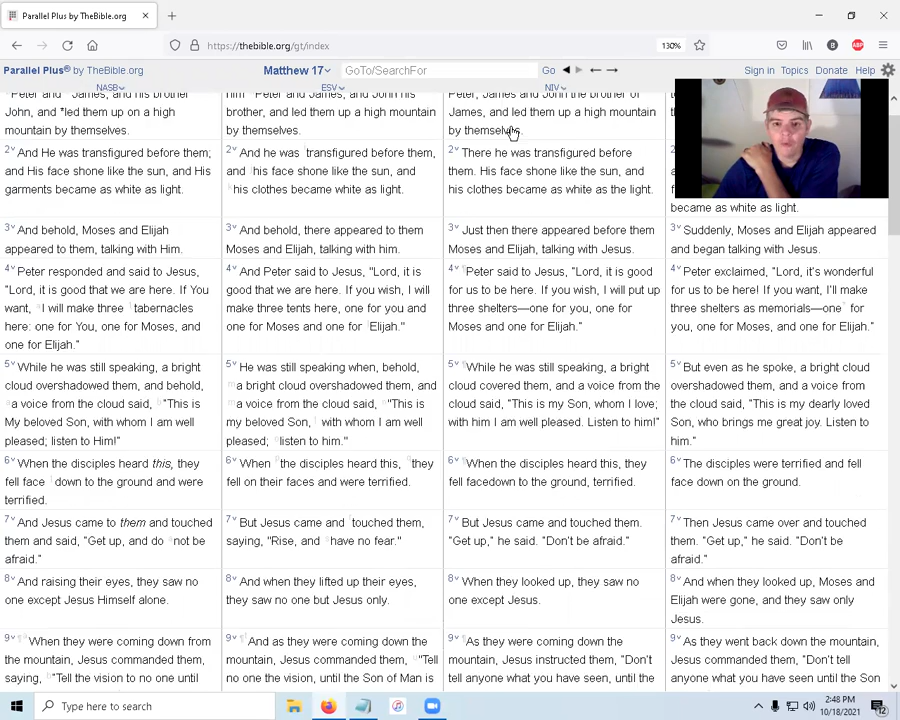 Parallel Plus by TheBible.org
https://thebible.org/gt/index
130%
Parallel Plus® by TheBible.org
Matthew 17
GoTo/SearchFor
Go
Sign in Topics Donate Help
NASB
ESV
NIV
Peter and James, and his brother
John, and *led them up on a high
mountain by themselves.
2 And He was transfigured before them;
and His face shone like the sun, and His
garments became as white as light.
3 And behold, Moses and Elijah
appeared to them, talking with Him.
4 Peter responded and said to Jesus,
"Lord, it is good that we are here. If You
want, I will make three tabernacles
here: one for You, one for Moses, and
one for Elijah."
5 While he was still speaking, a bright
cloud overshadowed them, and behold,
a voice from the cloud said, "This is
My beloved Son, with whom I am well
pleased; listen to Him!"
6 When the disciples heard this, they
fell face down to the ground and were
terrified.
7 And Jesus came to them and touched
them and said, "Get up, and do not be
afraid."
8 And raising their eyes, they saw no
one except Jesus Himself alone.
9 When they were coming down from
the mountain, Jesus commanded them,
saying, "Tell the vision to no one until
him Peter and James, and John his
brother, and led them up a high mountain
by themselves.
2 And he was transfigured before them,
and his face shone like the sun, and
his clothes became white as light.
3 And behold, there appeared to them
Moses and Elijah, talking with him.
4 And Peter said to Jesus, "Lord, it is
good that we are here. If you wish, I will
make three tents here, one for you and
one for Moses and one for Elijah."
5 He was still speaking when, behold,
a bright cloud overshadowed them, and
a voice from the cloud said, "This is
my beloved Son, with whom I am well
pleased; listen to him."
6 When the disciples heard this, they
fell on their faces and were terrified.
7 But Jesus came and touched them,
saying, "Rise, and have no fear."
8 And when they lifted up their eyes,
they saw no one but Jesus only.
9 And as they were coming down the
mountain, Jesus commanded them, "Tell
no one the vision, until the Son of Man is
Peter, James and John the brother of
James, and led them up a high mountain
by themselves.
2 There he was transfigured before
them. His face shone like the sun, and
his clothes became as white as the light.
3 Just then there appeared before them
Moses and Elijah, talking with Jesus.
4 Peter said to Jesus, "Lord, it is good
for us to be here. If you wish, I will put up
three shelters—one for you, one for
Moses and one for Elijah."
5 While he was still speaking, a bright
cloud covered them, and a voice from the
cloud said, "This is my Son, whom I love;
with him I am well pleased. Listen to him!"
6 When the disciples heard this, they
fell facedown to the ground, terrified.
7 But Jesus came and touched them.
"Get up," he said. "Don't be afraid."
8 When they looked up, they saw no
one except Jesus.
9 As they were coming down the
mountain, Jesus instructed them, "Don't
tell anyone what you have seen, until the
became as white as light.
3 Suddenly, Moses and Elijah appeared
and began talking with Jesus.
4 Peter exclaimed, "Lord, it's wonderful
for us to be here! If you want, I'll make
three shelters as memorials—one for
you, one for Moses, and one for Elijah."
5 But even as he spoke, a bright cloud
overshadowed them, and a voice from
the cloud said, "This is my dearly loved
Son, who brings me great joy. Listen to
him."
6 The disciples were terrified and fell
face down on the ground.
7 Then Jesus came over and touched
them. "Get up," he said. "Don't be
afraid."
8 And when they looked up, Moses and
Elijah were gone, and they saw only
Jesus.
9 As they went back down the mountain,
Jesus commanded them, "Don't tell
anyone what you have seen until the Son
Type here to search
2:48 PM
10/18/2021
12